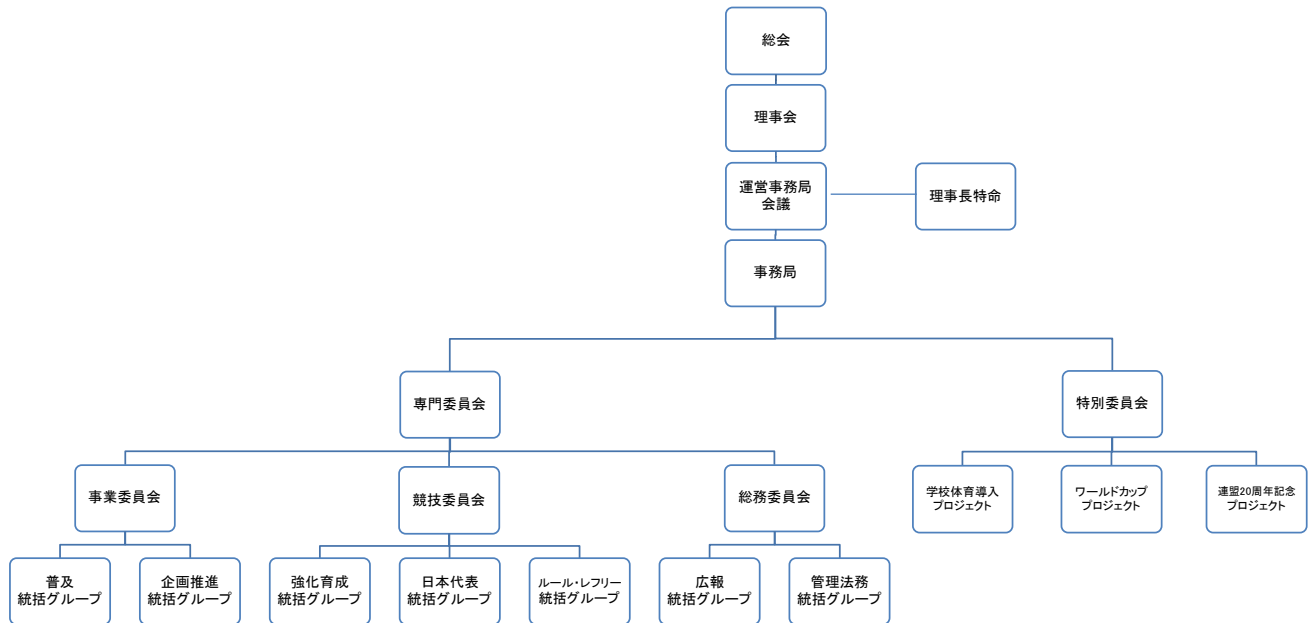 総会
理事会
運営事務局
会議
理事長特命
事務局
専門委員会
特別委員会
事業委員会
競技委員会
総務委員会
学校体育導入
プロジェクト
ワールドカップ
プロジェクト
連盟20周年記念
プロジェクト
普及
統括グループ
企画推進
統括グループ
強化育成
統括グループ
日本代表
統括グループ
ルール・レフリー
統括グループ
広報
統括グループ
管理法務
統括グループ